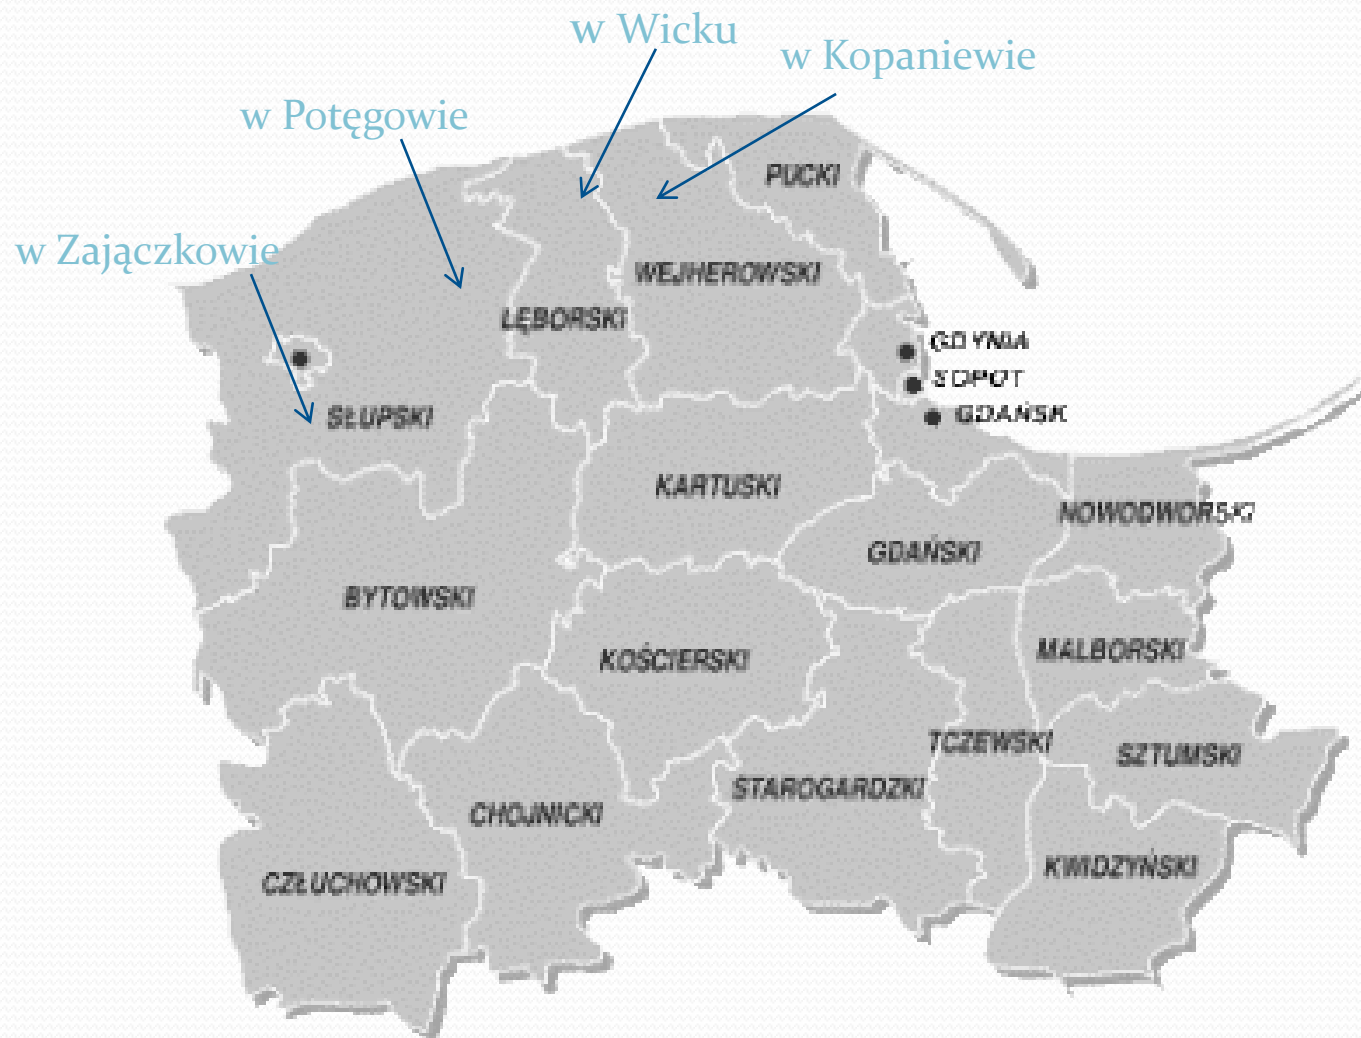 w Wicku
w Kopaniewie
w Potęgowie
PUCKI
w Zajączkowie
WEJHEROWSKI
LĘBORSKI
GDYNIA
SOPOT
GDAŃSK
SŁUPSKI
KARTUSKI
NOWODWORSKI
GDAŃSKI
BYTOWSKI
KOŚCIERSKI
MALBORSKI
TCZEWSKI
SZTUMSKI
STAROGARDZKI
CHOJNICKI
KWIDZYŃSKI
CZŁUCHOWSKI